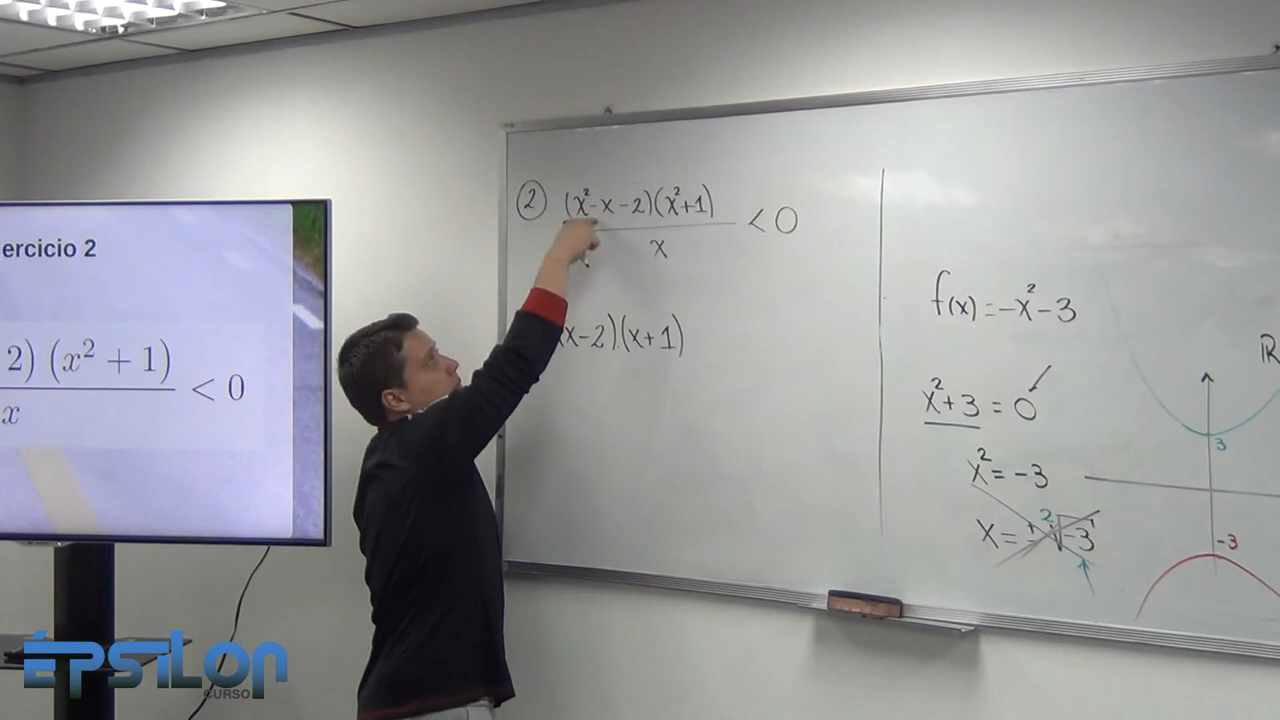 ercicio 2
2) (x² + 1)
x
< 0
ÉPSILON
CURSO
② (x²-x-2)(x²+1)
x
< 0
(x-2).(x+1)
f(x) = -x²-3
x²+3 = 0
x² = -3
x = ± ²√-3
R
3
-3